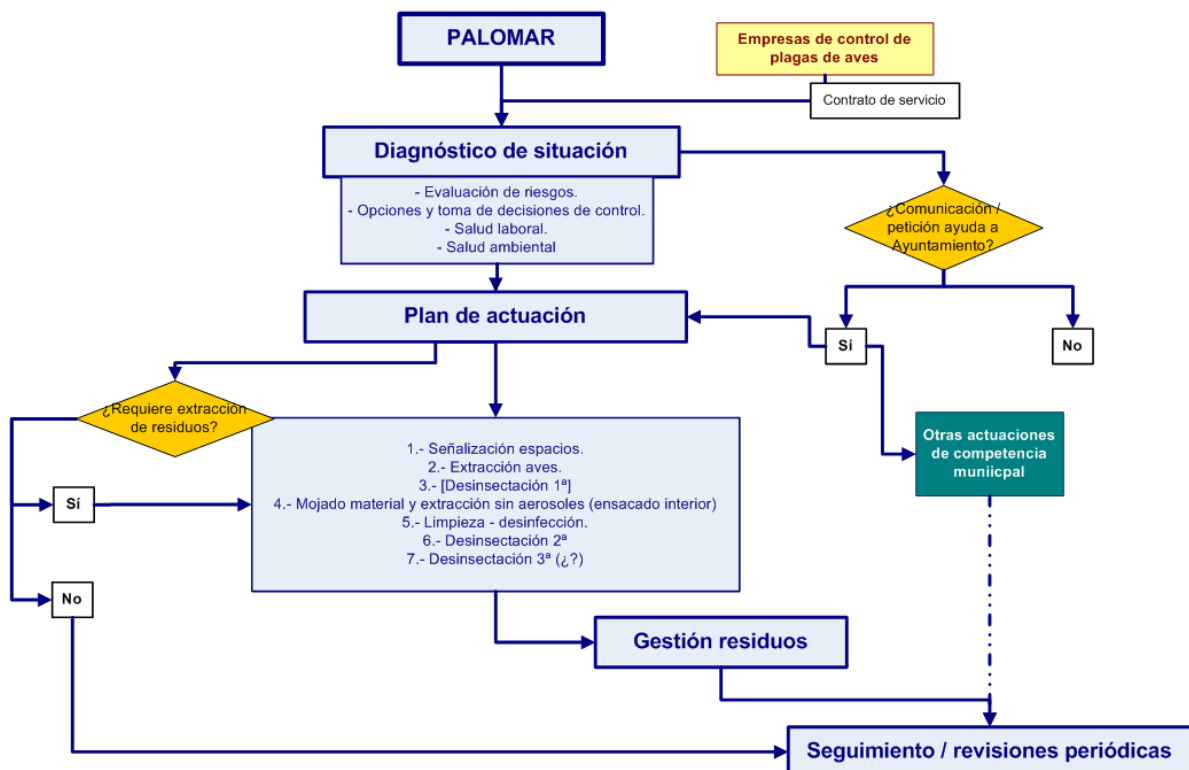 PALOMAR
Empresas de control de
plagas de aves
Contrato de servicio
Diagnóstico de situación
- Evaluación de riesgos.
- Opciones y toma de decisiones de control.
- Salud laboral.
- Salud ambiental
¿Comunicación /
petición ayuda a
Ayuntamiento?
Plan de actuación
Sí
No
¿Requiere extracción
de residuos?
Otras actuaciones
de competencia
muniicpal
1.- Señalización espacios.
2.- Extracción aves.
3.- [Desinsectación 1ª]
4.- Mojado material y extracción sin aerosoles (ensacado interior)
5.- Limpieza - desinfección.
6.- Desinsectación 2ª
7.- Desinsectación 3ª (¿?)
Sí
No
Gestión residuos
Seguimiento / revisiones periódicas